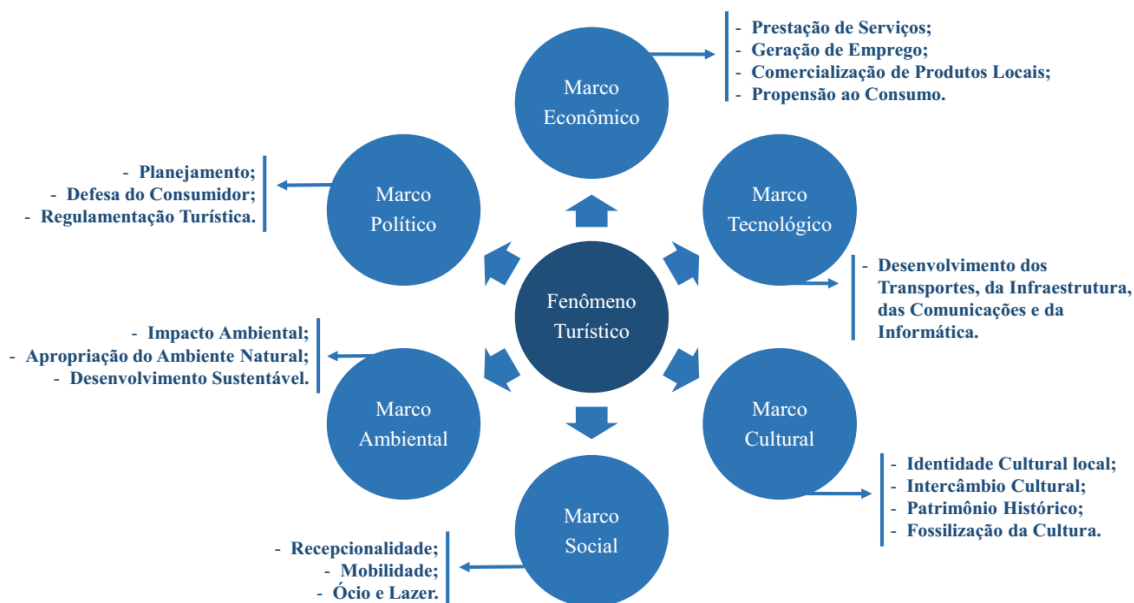 Marco
Econômico
- Prestação de Serviços;
- Geração de Emprego;
- Comercialização de Produtos Locais;
- Propensão ao Consumo.
Marco
Tecnológico
- Desenvolvimento dos
Transportes, da Infraestrutura,
das Comunicações e da
Informática.
Marco
Cultural
- Identidade Cultural local;
- Intercâmbio Cultural;
- Patrimônio Histórico;
- Fossilização da Cultura.
Marco
Social
- Recepcionalidade;
- Mobilidade;
- Ócio e Lazer.
Marco
Ambiental
- Impacto Ambiental;
- Apropriação do Ambiente Natural;
- Desenvolvimento Sustentável.
Marco
Político
- Planejamento;
- Defesa do Consumidor;
- Regulamentação Turística.
Fenômeno
Turístico